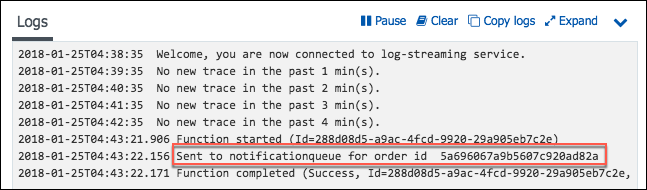 Logs
Pause Clear Copy logs Expand
2018-01-25T04:38:35 Welcome, you are now connected to log-streaming service.
2018-01-25T04:39:35 No new trace in the past 1 min(s).
2018-01-25T04:40:35 No new trace in the past 2 min(s).
2018-01-25T04:41:35 No new trace in the past 3 min(s).
2018-01-25T04:42:35 No new trace in the past 4 min(s).
2018-01-25T04:43:21.906 Function started (Id=288d08d5-a9ac-4fcd-9920-29a905eb7c2e)
2018-01-25T04:43:22.156 Sent to notificationqueue for order id 5a696067a9b5607c920ad82a
2018-01-25T04:43:22.171 Function completed (Success, Id=288d08d5-a9ac-4fcd-9920-29a905eb7c2e,